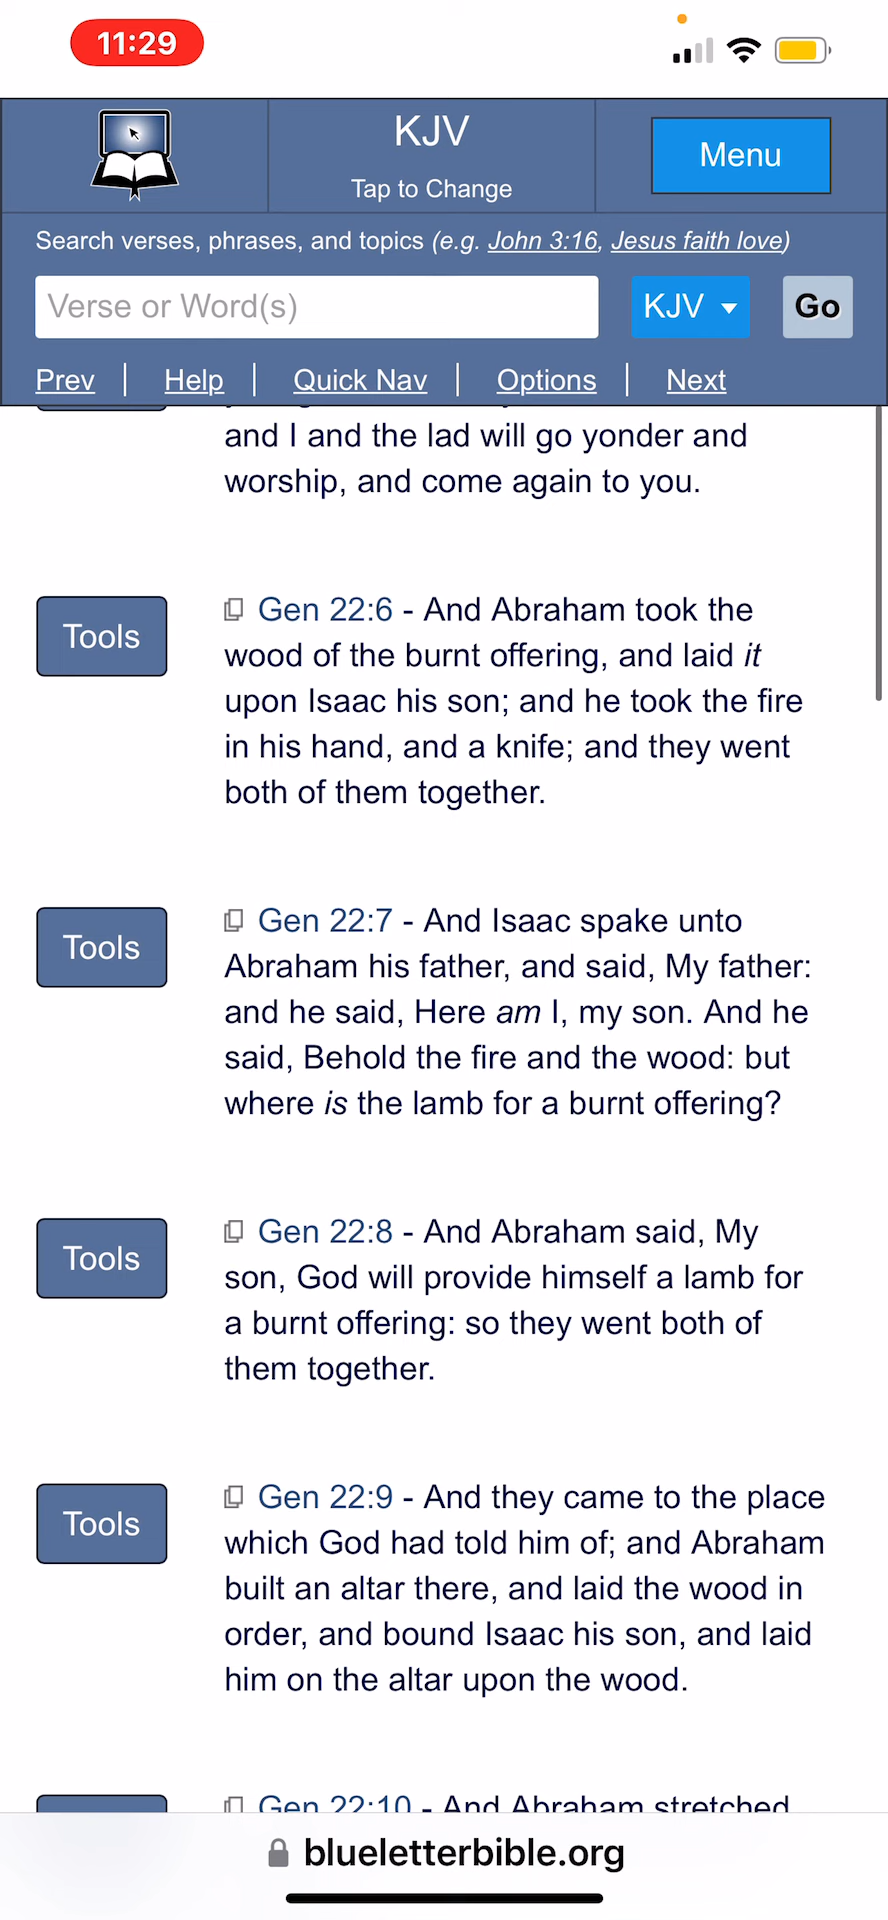 11:29
KJV
Tap to Change
Menu
Search verses, phrases, and topics (e.g. John 3:16, Jesus faith love)
Verse or Word(s)
KJV
Go
Prev | Help | Quick Nav | Options | Next
and I and the lad will go yonder and
worship, and come again to you.
Tools
Gen 22:6 - And Abraham took the
wood of the burnt offering, and laid it
upon Isaac his son; and he took the fire
in his hand, and a knife; and they went
both of them together.
Tools
Gen 22:7 - And Isaac spake unto
Abraham his father, and said, My father:
and he said, Here am I, my son. And he
said, Behold the fire and the wood: but
where is the lamb for a burnt offering?
Tools
Gen 22:8 - And Abraham said, My
son, God will provide himself a lamb for
a burnt offering: so they went both of
them together.
Tools
Gen 22:9 - And they came to the place
which God had told him of; and Abraham
built an altar there, and laid the wood in
order, and bound Isaac his son, and laid
him on the altar upon the wood.
Gen 22:10 - And Abraham stretched
blueletterbible.org